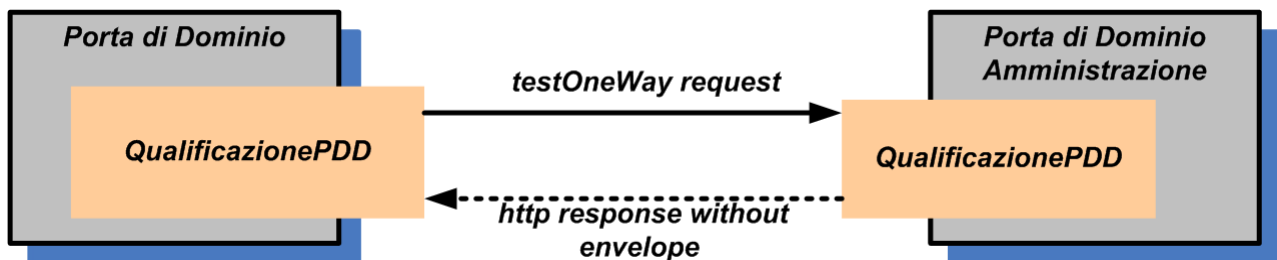 Porta di Dominio
QualificazionePDD
testOneWay request
http response without
envelope
Porta di Dominio
Amministrazione
QualificazionePDD